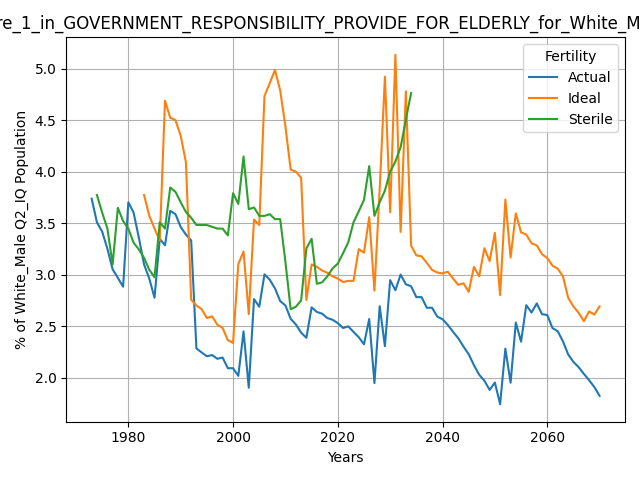 re_1_in_GOVERNMENT_RESPONSIBILITY_PROVIDE_FOR_ELDERLY_for_White_M
Fertility
Actual
Ideal
Sterile
% of White_Male Q2_IQ Population
5.0
4.5
4.0
3.5
3.0
2.5
2.0
1980
2000
2020
2040
2060
Years